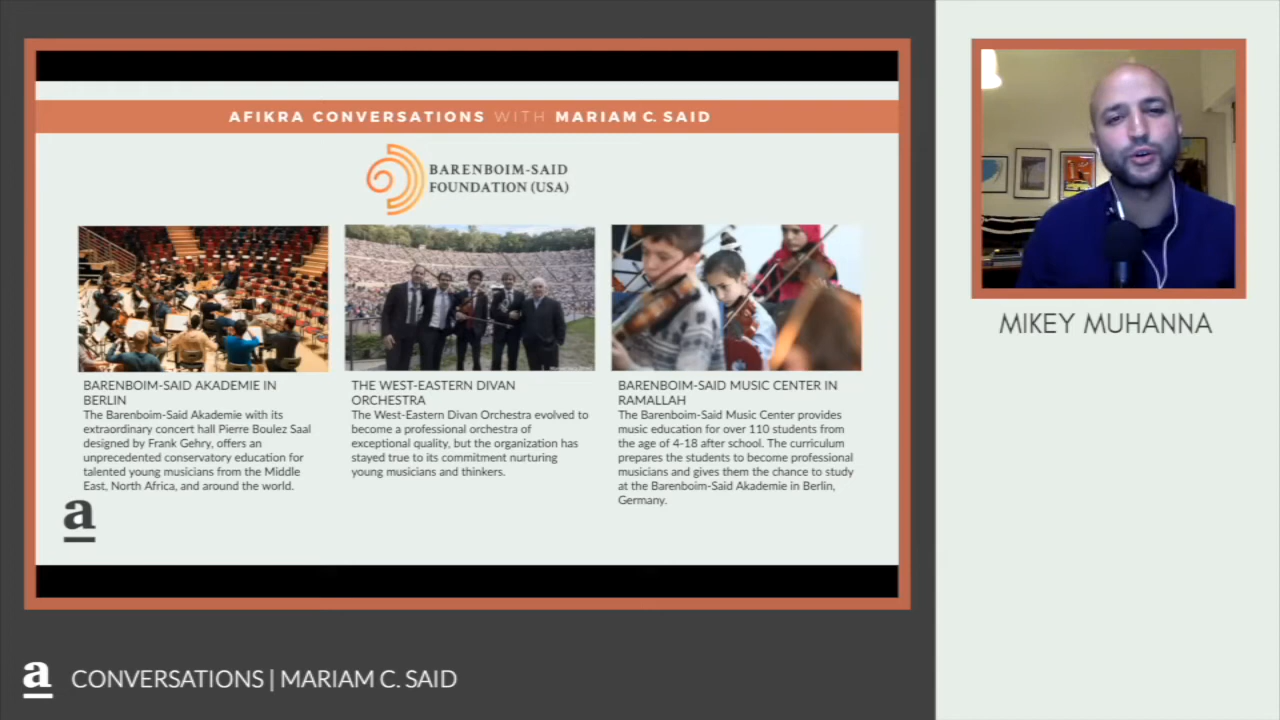 AFIKRA CONVERSATIONS WITH MARIAM C. SAID
BARENBOIM-SAID
FOUNDATION (USA)
BARENBOIM-SAID AKADEMIE IN
BERLIN
The Barenboim-Said Akademie with its
extraordinary concert hall Pierre Boulez Saal
designed by Frank Gehry, offers an
unprecedented conservatory education for
talented young musicians from the Middle
East, North Africa, and around the world.
THE WEST-EASTERN DIVAN
ORCHESTRA
The West-Eastern Divan Orchestra evolved to
become a professional orchestra of
exceptional quality, but the organization has
stayed true to its commitment nurturing
young musicians and thinkers.
BARENBOIM-SAID MUSIC CENTER IN
RAMALLAH
The Barenboim-Said Music Center provides
music education for over 110 students from
the age of 4-18 after school. The curriculum
prepares the students to become professional
musicians and gives them the chance to study
at the Barenboim-Said Akademie in Berlin,
Germany.
a
MIKEY MUHANNA
a CONVERSATIONS | MARIAM C. SAID